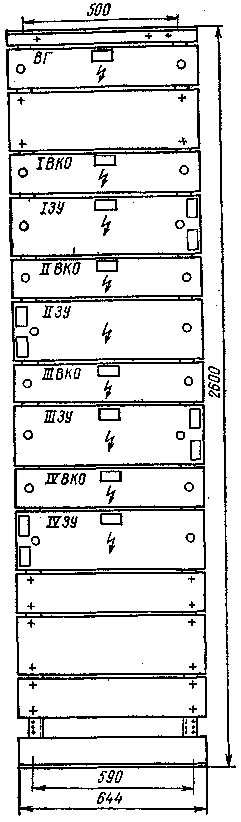 500
ВГ
I ВКО
I ЗУ
II ВКО
II ЗУ
III ВКО
III ЗУ
IV ВКО
IV ЗУ
2600
590
644